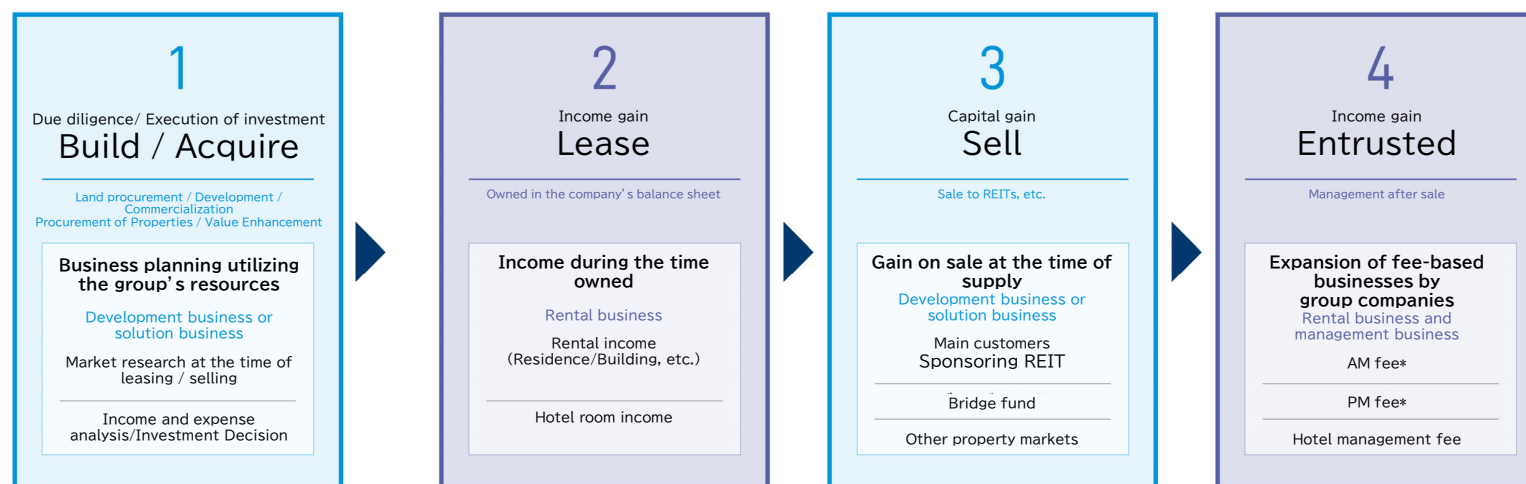 1
Due diligence/ Execution of investment
Build / Acquire
Land procurement / Development /
Commercialization
Procurement of Properties / Value Enhancement
Business planning utilizing
the group's resources
Development business or
solution business
Market research at the time of
leasing / selling
Income and expense
analysis/Investment Decision
2
Income gain
Lease
Owned in the company's balance sheet
Income during the time
owned
Rental business
Rental income
(Residence/Building, etc.)
Hotel room income
3
Capital gain
Sell
Sale to REITs, etc.
Gain on sale at the time of
supply
Development business or
solution business
Main customers
Sponsoring REIT
Bridge fund
Other property markets
4
Income gain
Entrusted
Management after sale
Expansion of fee-based
businesses by
group companies
Rental business and
management business
AM fee*
PM fee*
Hotel management fee